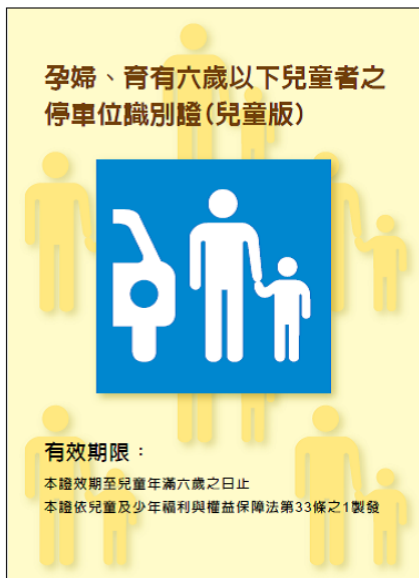 孕婦、育有六歲以下兒童者之
停車位識別證(兒童版)
有效期限：
本證效期至兒童年滿六歲之日止
本證依兒童及少年福利與權益保障法第33條之1製發